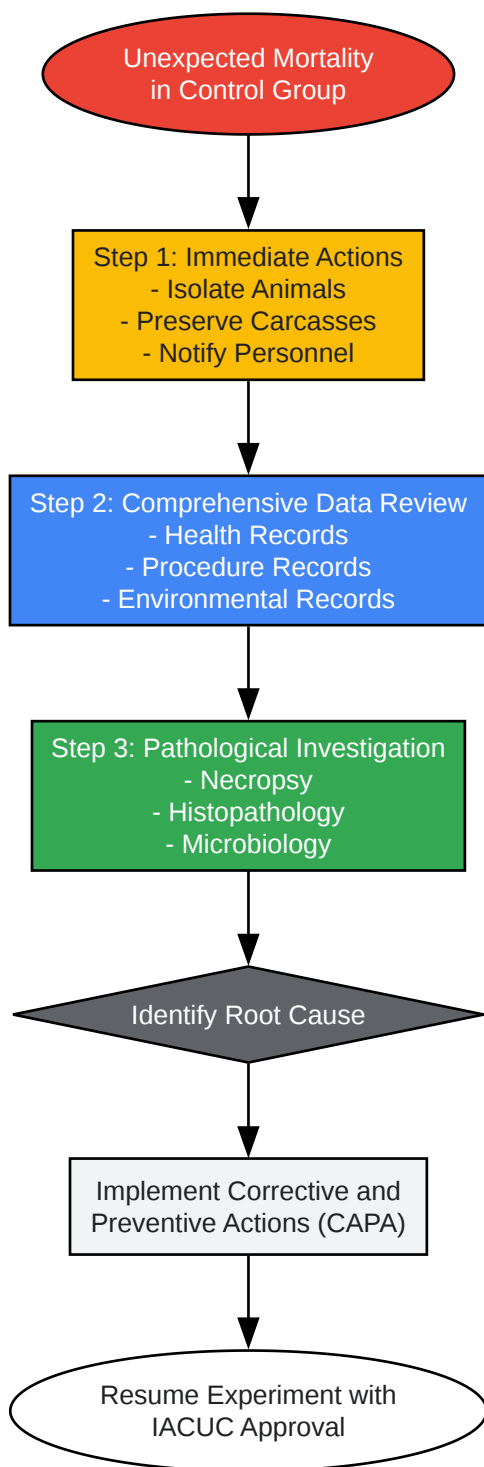 Unexpected Mortality
in Control Group
Step 1: Immediate Actions
- Isolate Animals
- Preserve Carcasses
- Notify Personnel
Step 2: Comprehensive Data Review
- Health Records
- Procedure Records
- Environmental Records
Step 3: Pathological Investigation
- Necropsy
- Histopathology
- Microbiology
Identify Root Cause
Implement Corrective and
Preventive Actions (CAPA)
Resume Experiment with
IACUC Approval